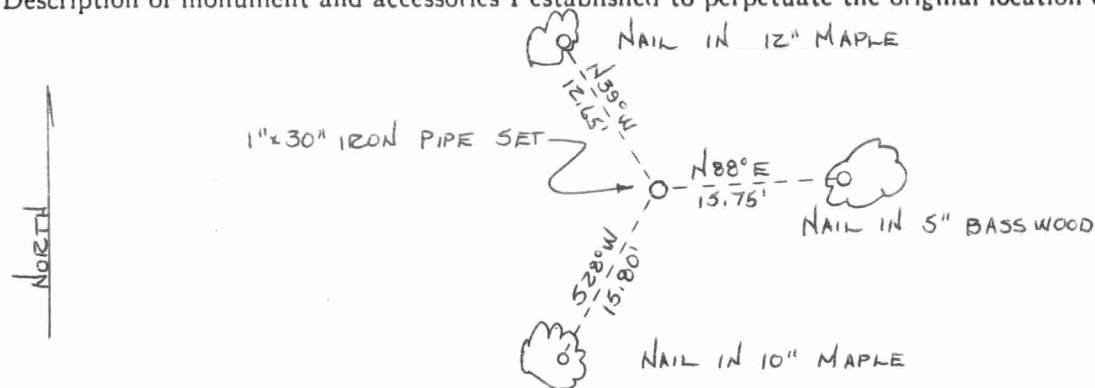 Description of monument and accessories I established to perpetuate the original location
NAIL IN 12" MAPLE
N39°W
12.65'
1"x30" IRON PIPE SET
N88°E
15.75'
NAIL IN 5" BASSWOOD
NORTH
S28°W
15.80'
NAIL IN 10" MAPLE